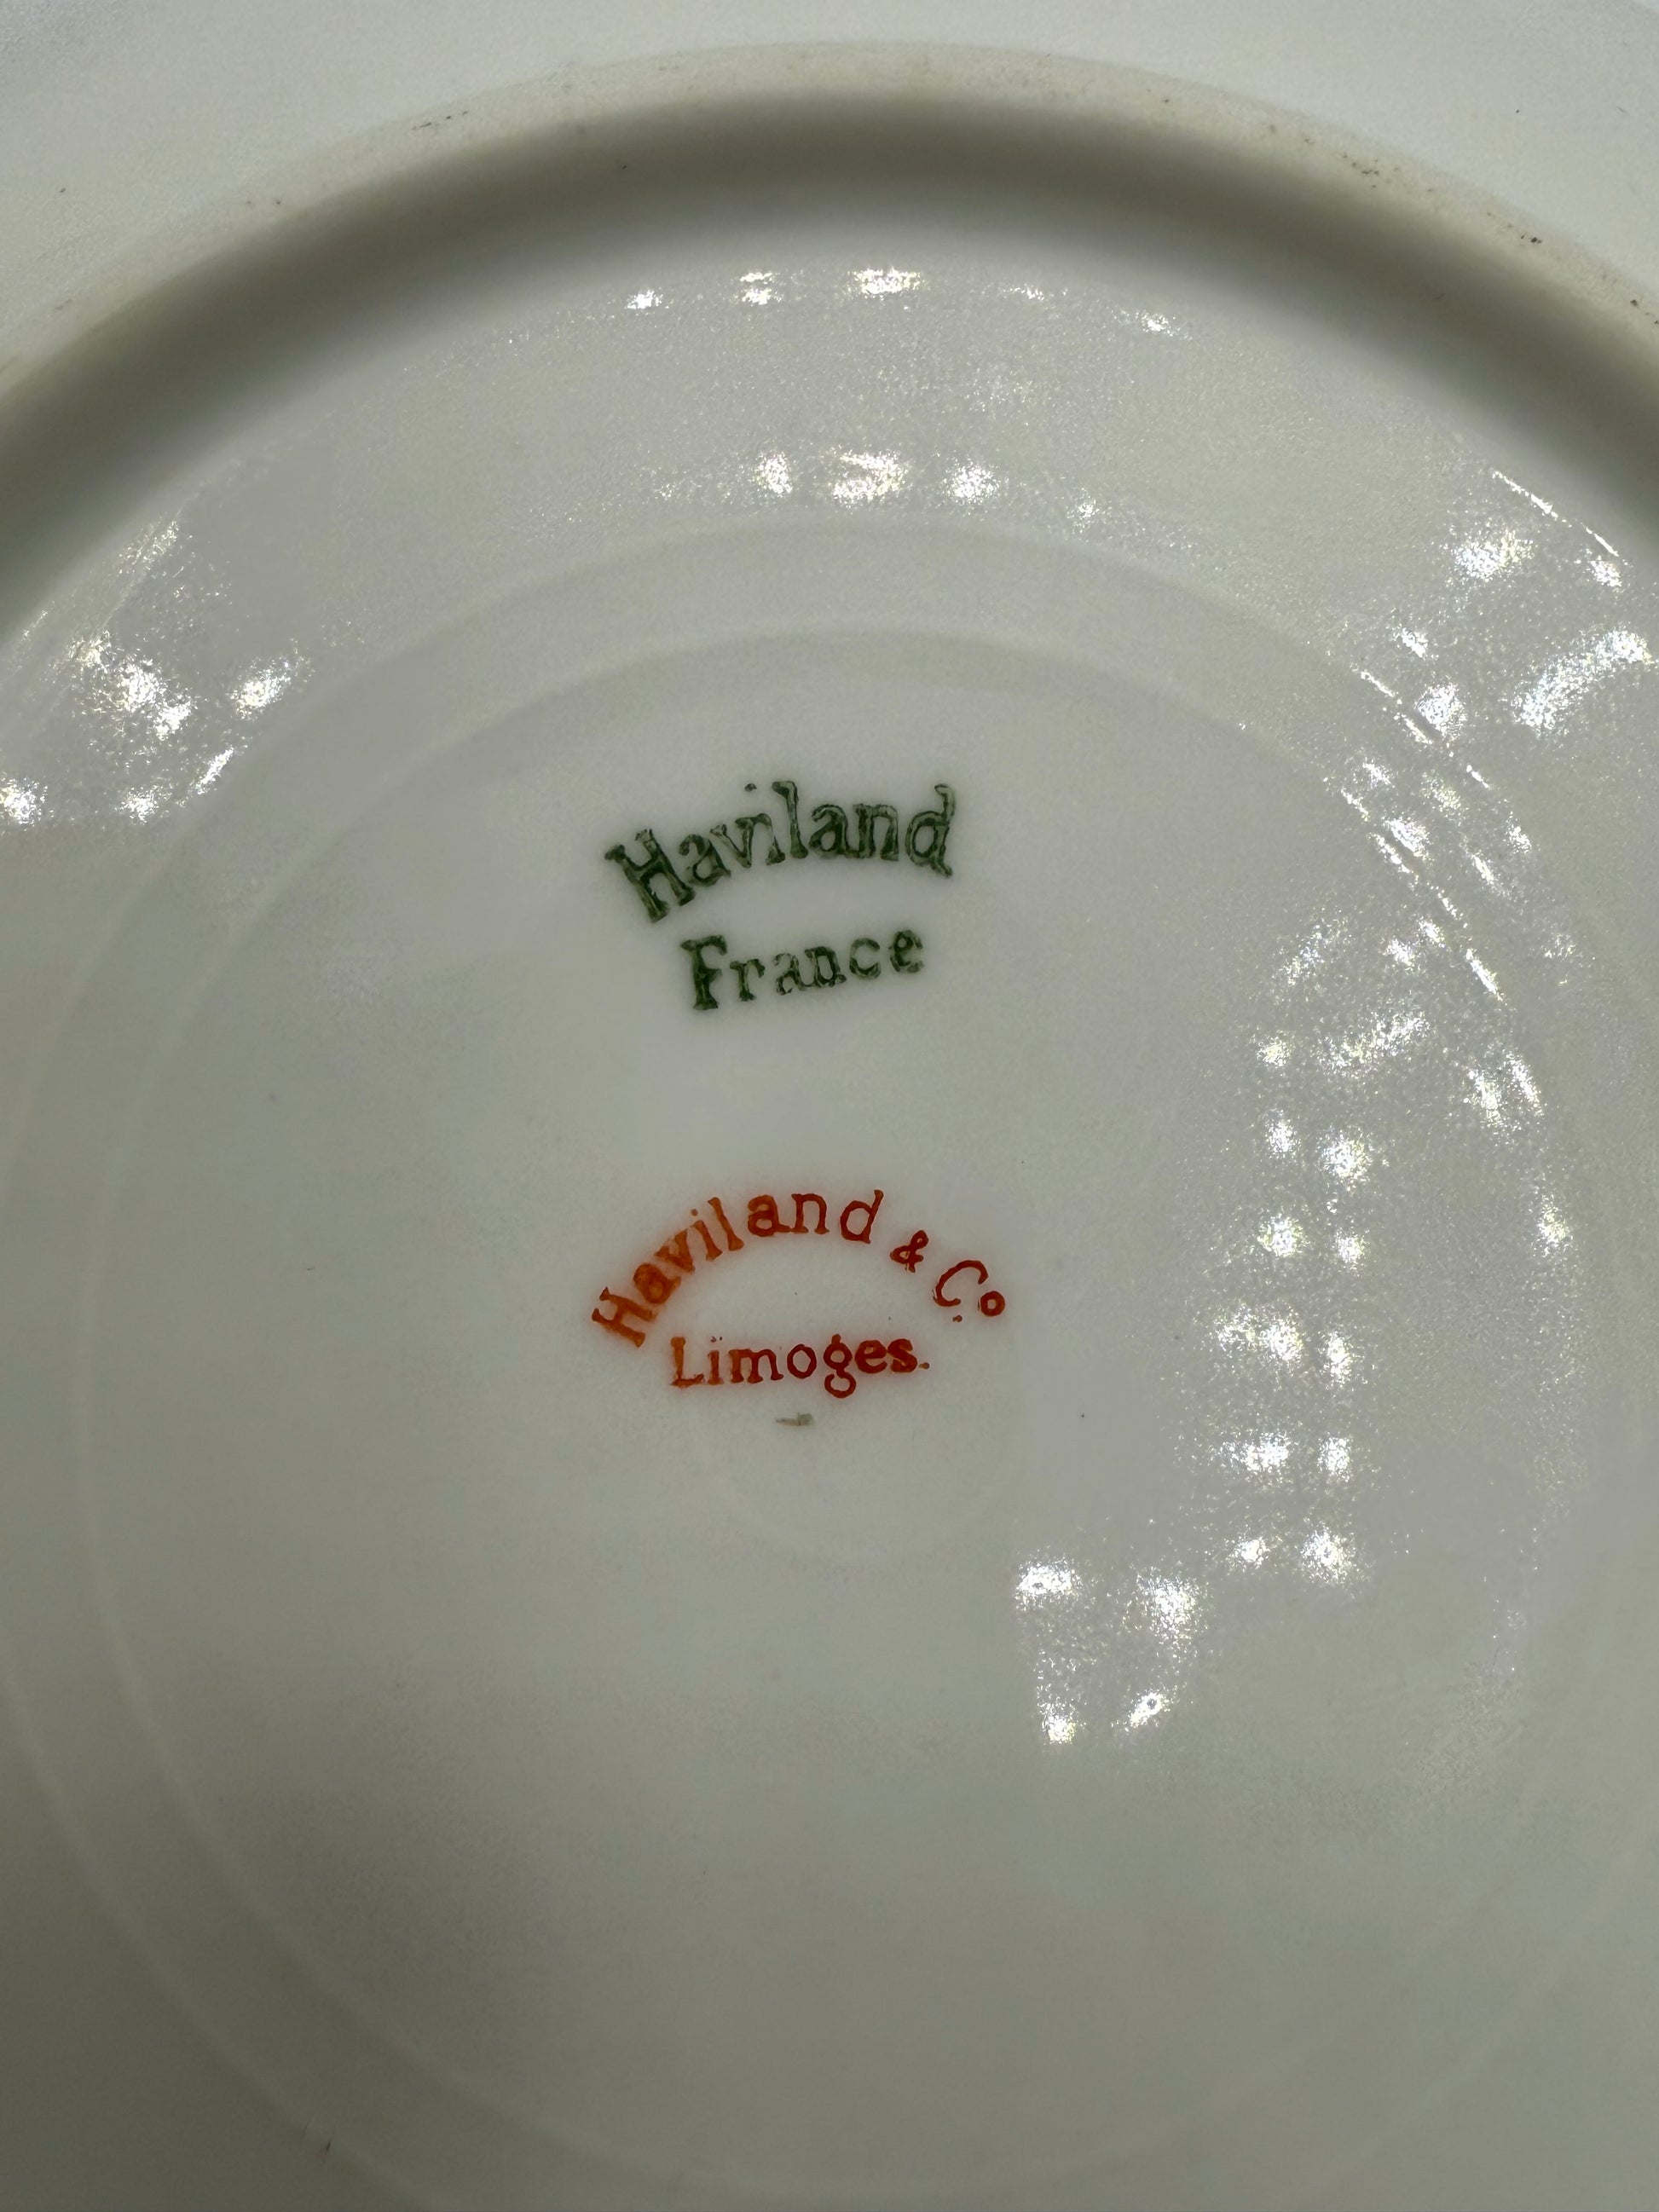 Haviland
France
Haviland & Co
Limoges.